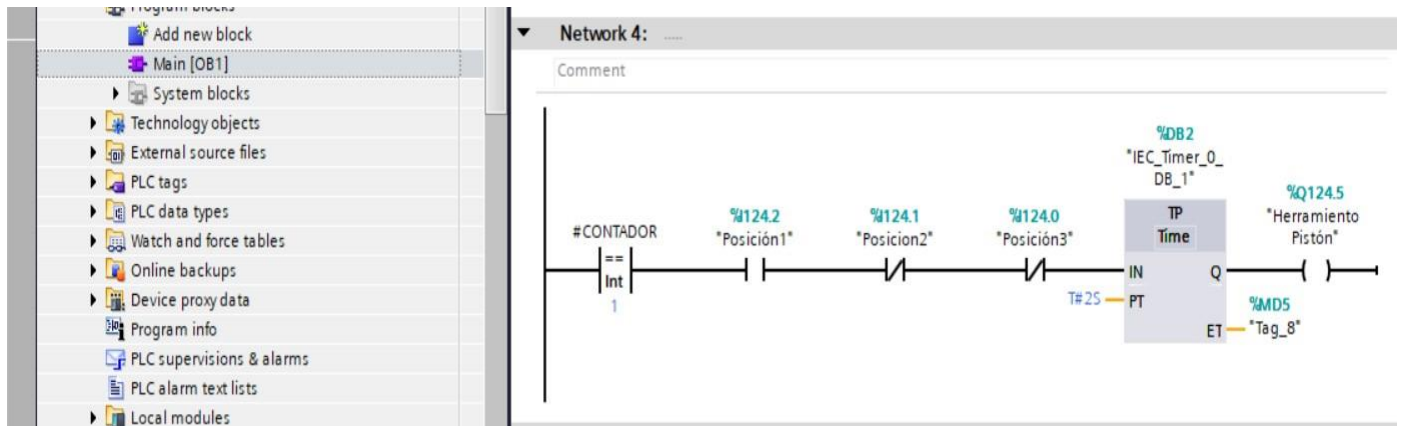 Program blocks
Add new block
Main [OB1]
System blocks
Technology objects
External source files
PLC tags
PLC data types
Watch and force tables
Online backups
Device proxy data
Program info
PLC supervisions & alarms
PLC alarm text lists
Local modules
Network 4: .....
Comment
#CONTADOR
==
Int
1
%I124.2
"Posición1"
%I124.1
"Posicion2"
%I124.0
"Posición3"
%DB2
"IEC_Timer_0_
DB_1"
TP
Time
IN
Q
T#2S
PT
ET
%MD5
"Tag_8"
%Q124.5
"Herramiento
Pistón"